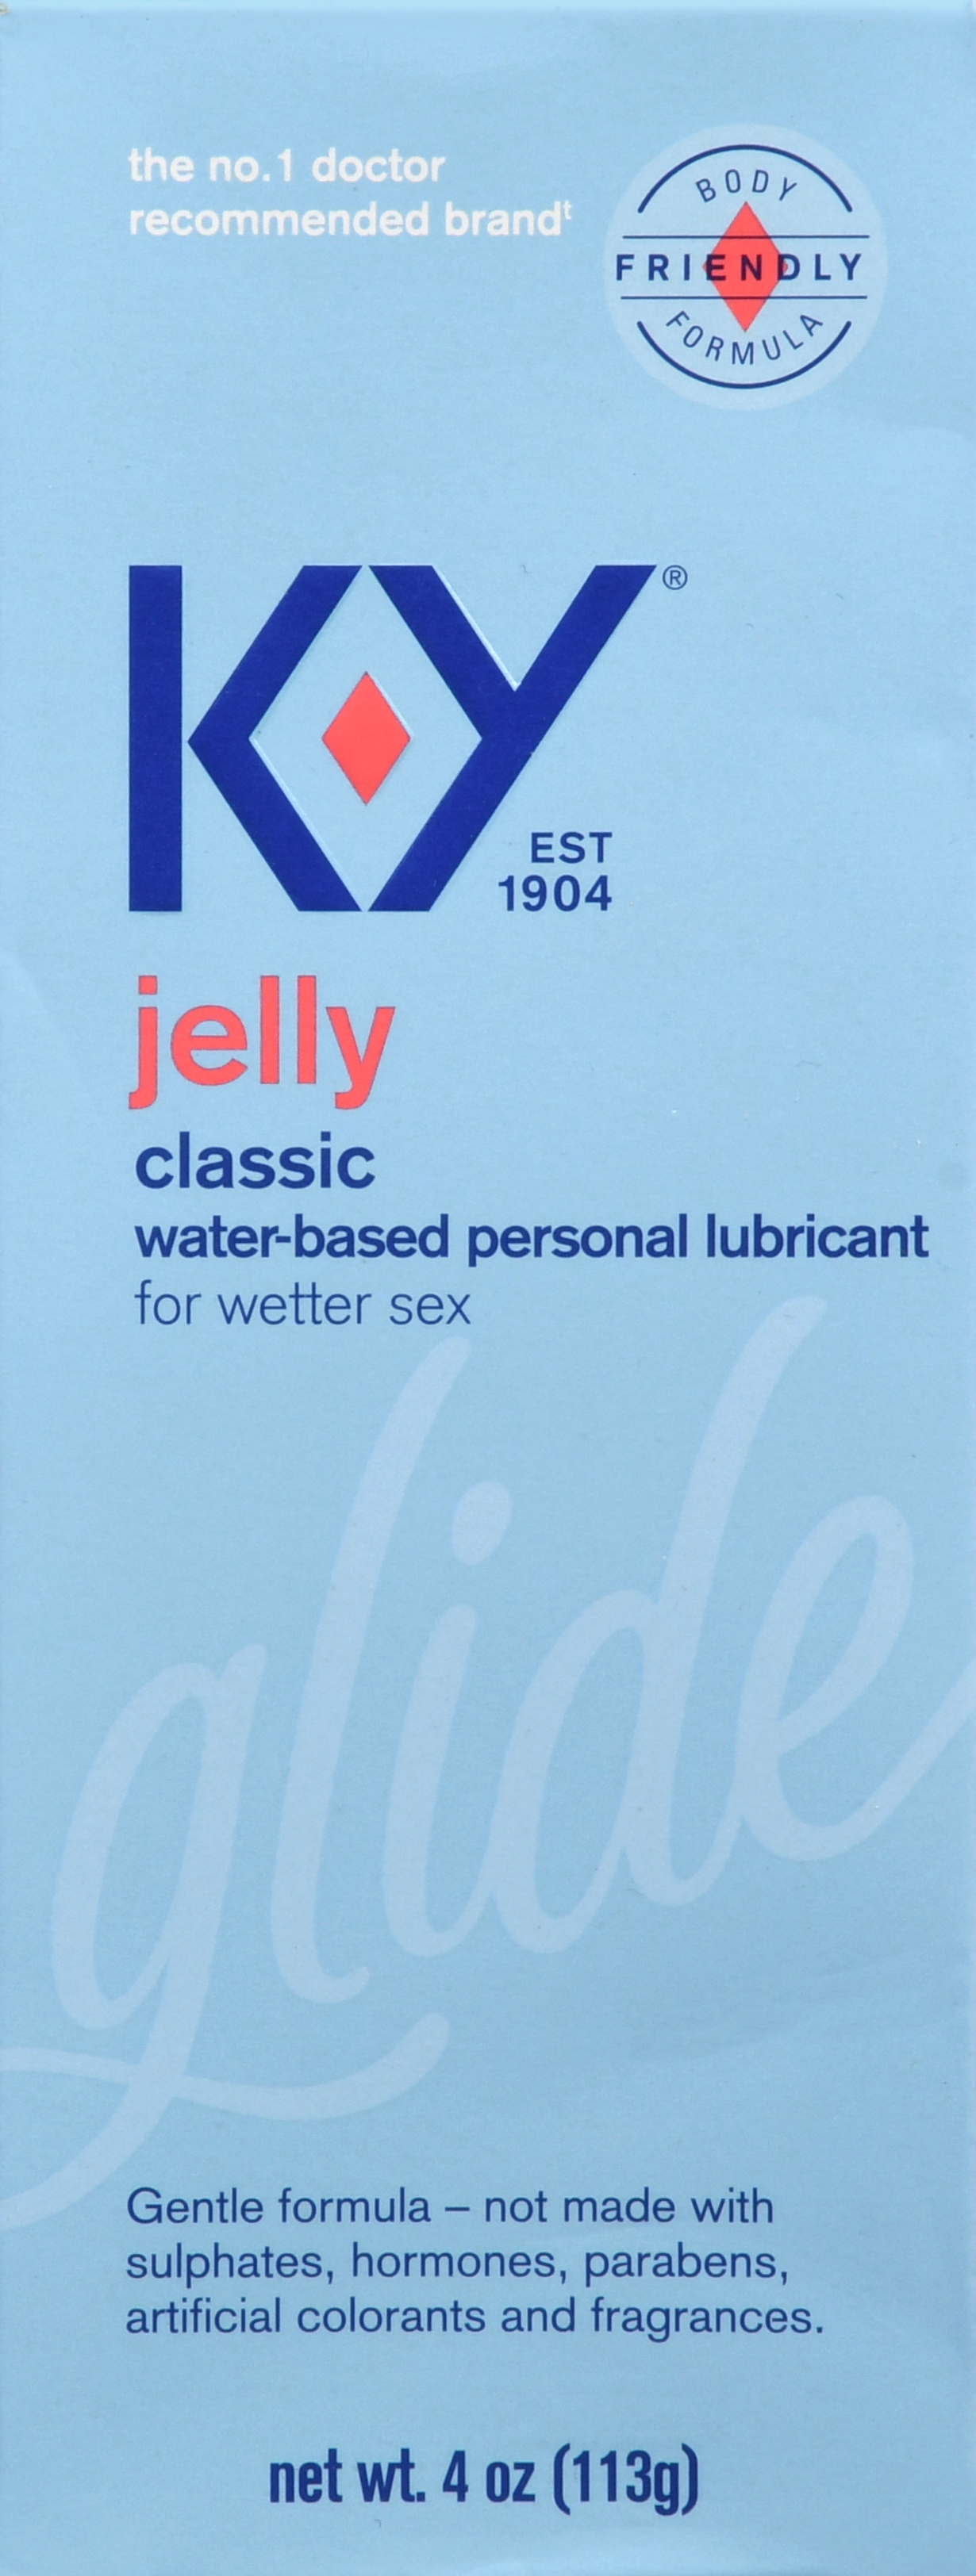 the no.1 doctor
recommended brand†
BODY
FRIENDLY
FORMULA
KY®
EST
1904
jelly
classic
water-based personal lubricant
for wetter sex
glide
Gentle formula – not made with
sulphates, hormones, parabens,
artificial colorants and fragrances.
net wt. 4 oz (113g)